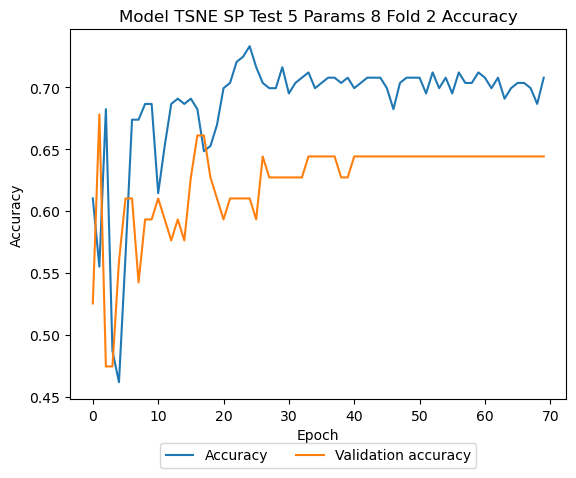 Model TSNE SP Test 5 Params 8 Fold 2 Accuracy
0.70
0.65
0.60
0.55
0.50
0.45
Accuracy
0 10 20 30 40 50 60 70
Epoch
Accuracy Validation accuracy